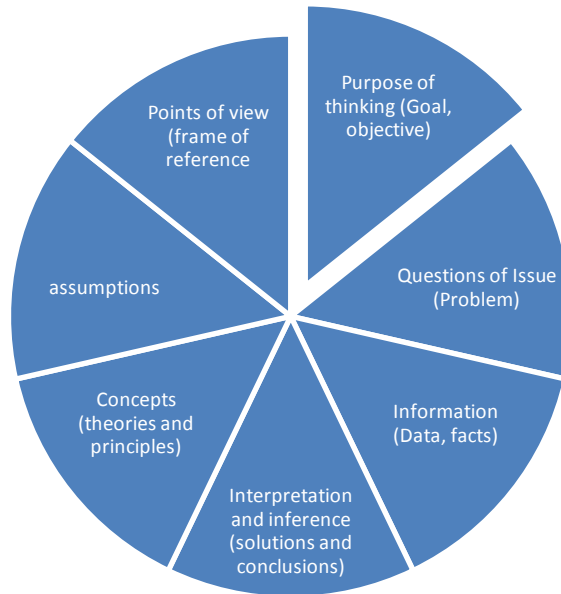 Purpose of
thinking (Goal,
objective)
Questions of Issue
(Problem)
Information
(Data, facts)
Interpretation
and inference
(solutions and
conclusions)
Concepts
(theories and
principles)
assumptions
Points of view
(frame of
reference